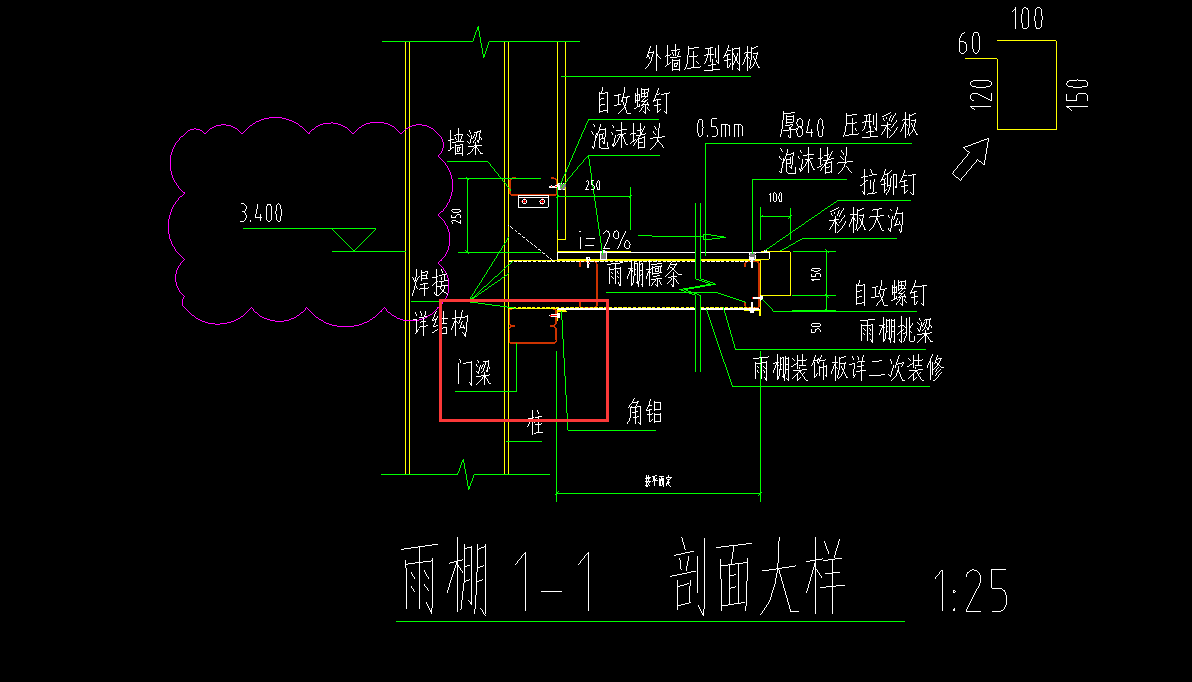 100
60
120
150
外墙压型钢板
自攻螺钉
泡沫堵头
0.5mm 厚840 压型彩板
墙梁
泡沫堵头
拉铆钉
250
100
彩板天沟
3.400
250
i=2%
焊接
雨棚檩条
150
自攻螺钉
详结构
50
雨棚挑梁
门梁
雨棚装饰板详二次装修
角铝
柱
按平面定
雨棚 1-1 剖面大样 1:25